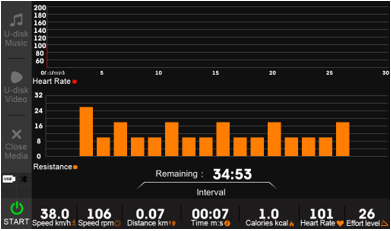 200
180
160
140
120
100
80
60
0 5 10 15 20 25 30
Heart Rate
U-disk
Music
U-disk
Video
Close
Media
32
24
16
8
0
Resistance
Remaining : 34:53
Interval
USB
START
38.0 106 0.07 00:07 1.0 101 26
Speed km/h Speed rpm Distance km Time m:s Calories kcal Heart Rate Effort level